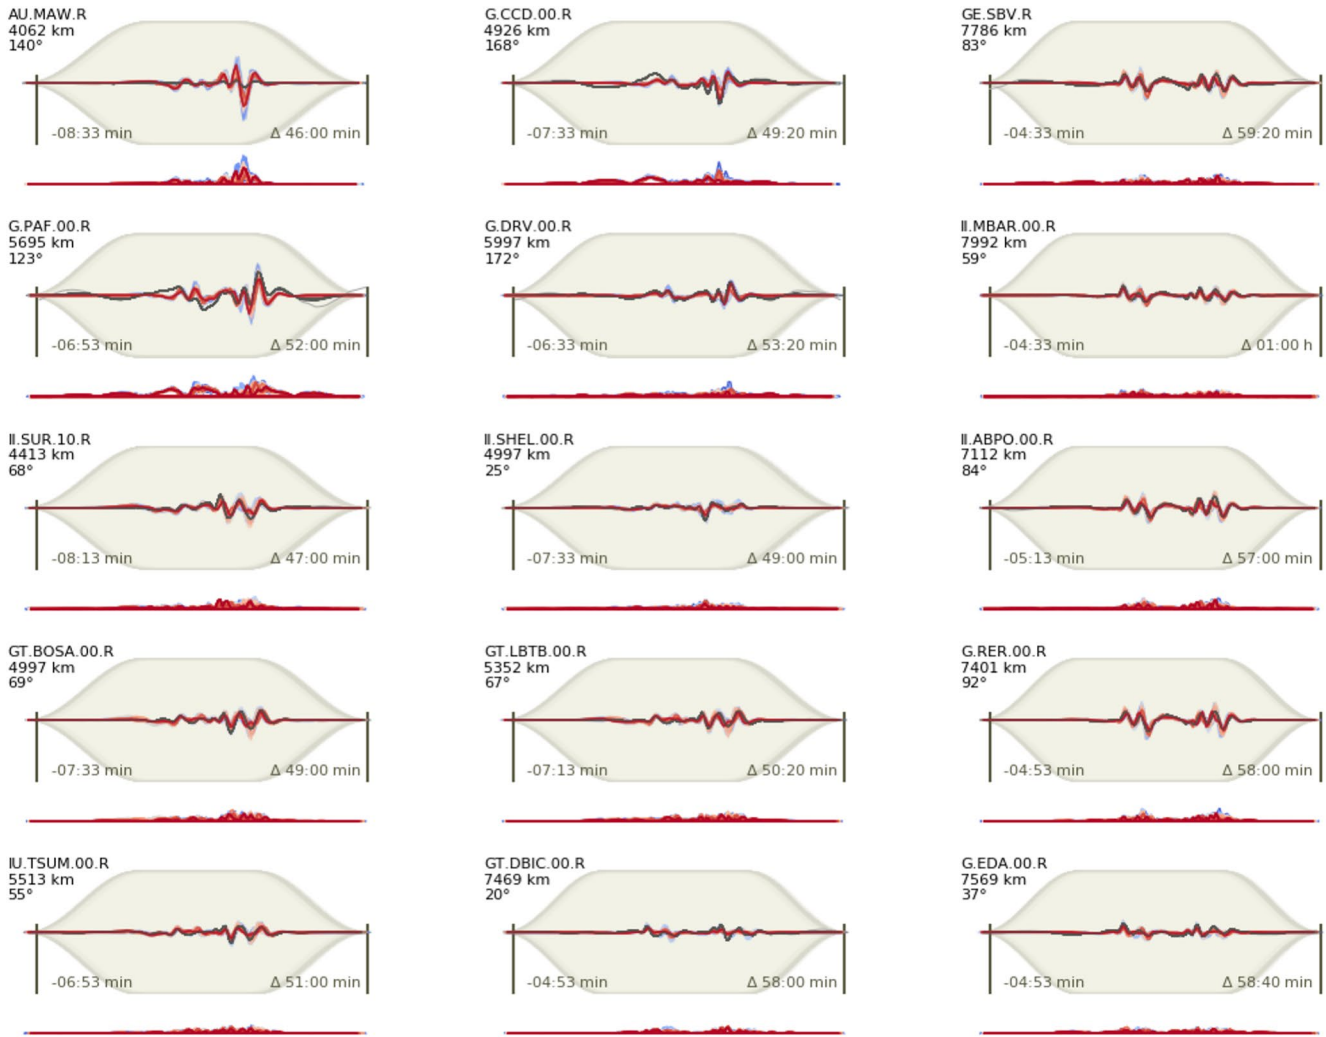 AU.MAW.R
4062 km
140°
-08:33 min
Δ 46:00 min
G.CCD.00.R
4926 km
168°
-07:33 min
Δ 49:20 min
GE.SBV.R
7786 km
83°
-04:33 min
Δ 59:20 min
G.PAF.00.R
5695 km
123°
-06:53 min
Δ 52:00 min
G.DRV.00.R
5997 km
172°
-06:33 min
Δ 53:20 min
II.MBAR.00.R
7992 km
59°
-04:33 min
Δ 01:00 h
II.SUR.10.R
4413 km
68°
-08:13 min
Δ 47:00 min
II.SHEL.00.R
4997 km
25°
-07:33 min
Δ 49:00 min
II.ABPO.00.R
7112 km
84°
-05:13 min
Δ 57:00 min
GT.BOSA.00.R
4997 km
69°
-07:33 min
Δ 49:00 min
GT.LBTB.00.R
5352 km
67°
-07:13 min
Δ 50:20 min
G.RER.00.R
7401 km
92°
-04:53 min
Δ 58:00 min
IU.TSUM.00.R
5513 km
55°
-06:53 min
Δ 51:00 min
GT.DBIC.00.R
7469 km
20°
-04:53 min
Δ 58:00 min
G.EDA.00.R
7569 km
37°
-04:53 min
Δ 58:40 min